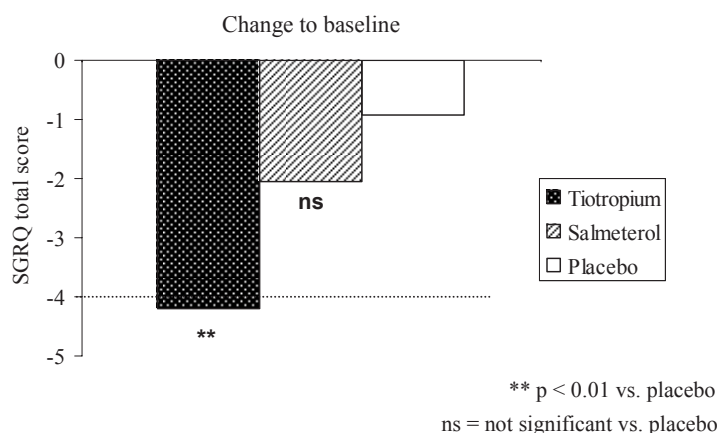 Change to baseline
0
-1
-2
-3
-4
-5
SGRQ total score
ns
**
Tiotropium
Salmeterol
Placebo
** p < 0.01 vs. placebo
ns = not significant vs. placebo